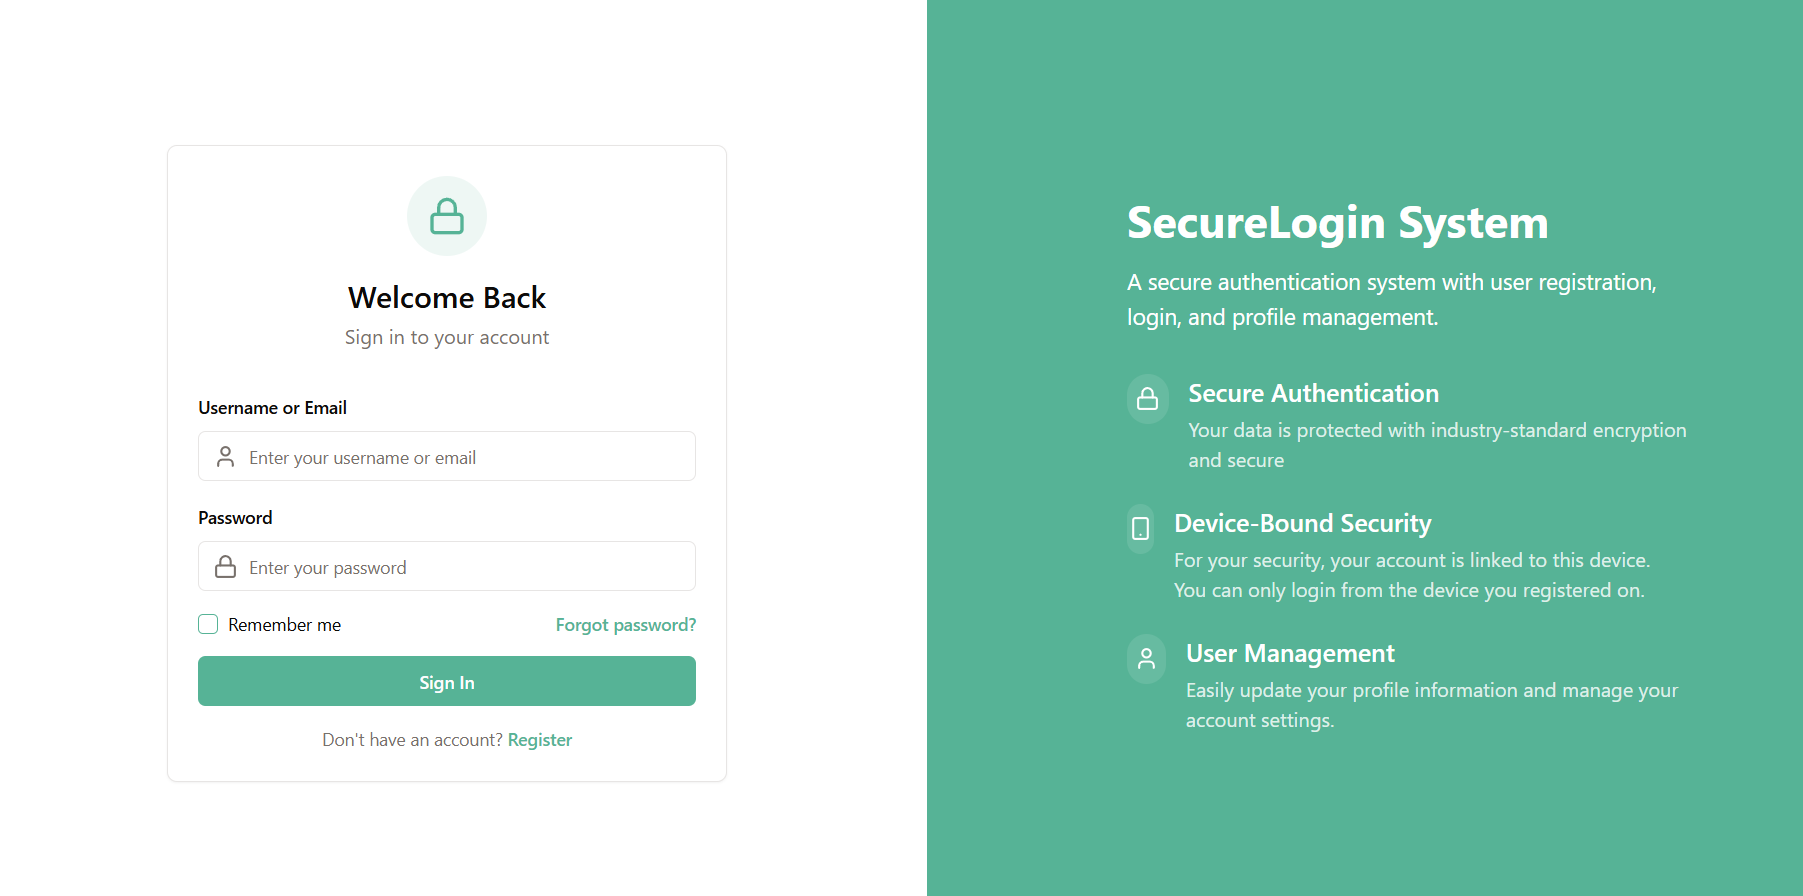 Welcome Back
Sign in to your account
Username or Email
Enter your username or email
Password
Enter your password
Remember me
Forgot password?
Sign In
Don't have an account? Register
SecureLogin System
A secure authentication system with user registration,
login, and profile management.
Secure Authentication
Your data is protected with industry-standard encryption
and secure
Device-Bound Security
For your security, your account is linked to this device.
You can only login from the device you registered on.
User Management
Easily update your profile information and manage your
account settings.